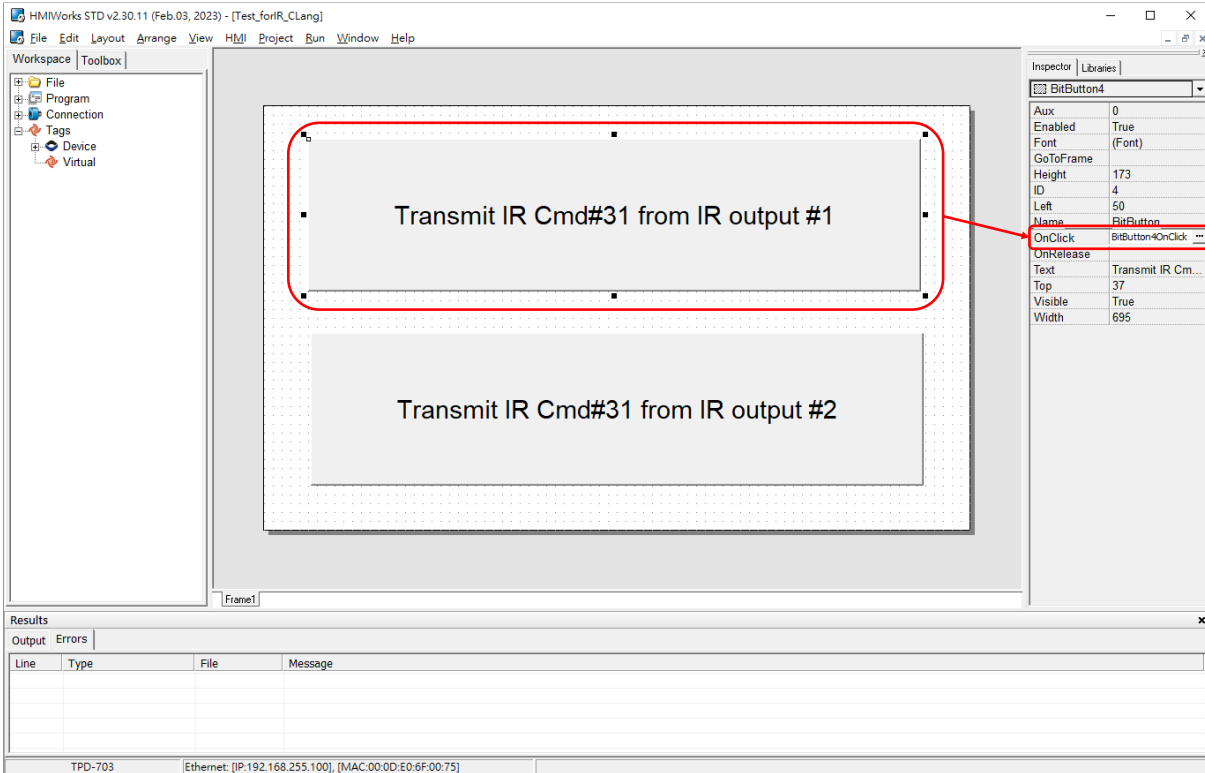 HMIWorks STD v2.30.11 (Feb.03, 2023) - [Test_forIR_CLang]
File Edit Layout Arrange View HMI Project Run Window Help
Workspace Toolbox
File
Program
Connection
Tags
Device
Virtual
Transmit IR Cmd#31 from IR output #1
Transmit IR Cmd#31 from IR output #2
Frame1
Inspector Libraries
BitButton4
Aux 0
Enabled True
Font (Font)
GoToFrame
Height 173
ID 4
Left 50
Name BitButton
OnClick BitButton4OnClick ...
OnRelease
Text Transmit IR Cm...
Top 37
Visible True
Width 695
Results
Output Errors
Line Type File Message
TPD-703 Ethernet: [IP:192.168.255.100], [MAC:00:0D:E0:6F:00:75]